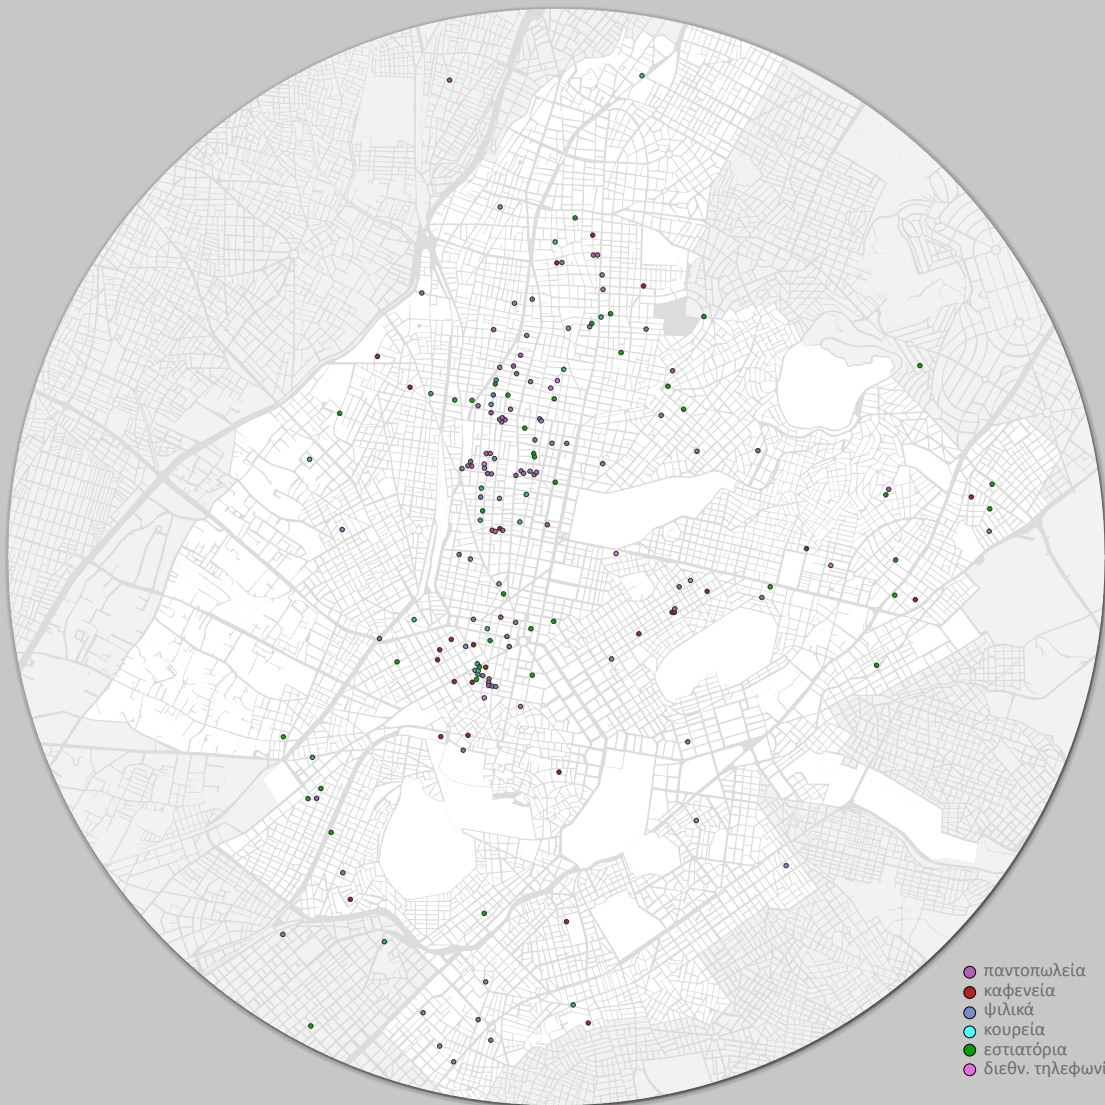 παντοπωλεία
καφενεία
ψιλικά
κουρεία
εστιατόρια
διεθν. τηλεφωνί